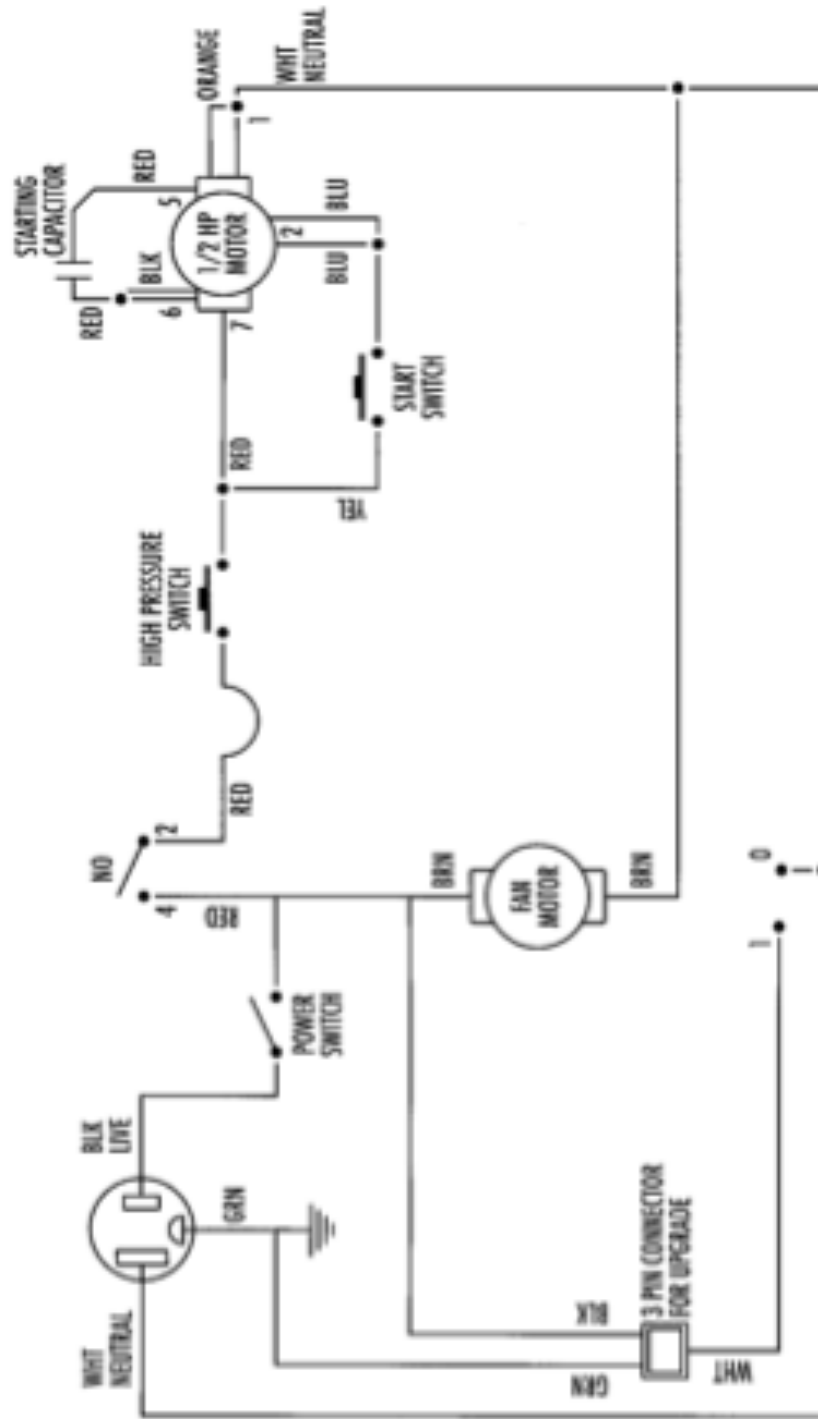 WHT
NEUTRAL
BLK
LIVE
GRN
POWER
SWITCH
NO
4
2
RED
RED
HIGH PRESSURE
SWITCH
RED
YEL
START
SWITCH
STARTING
CAPACITOR
RED
RED
BLK
6
5
7
1/2 HP
MOTOR
2
BLU
BLU
ORANGE
1
WHT
NEUTRAL
BRN
FAN
MOTOR
BRN
BLK
GRN
3 PIN CONNECTOR
FOR UPGRADE
WHT
1
0